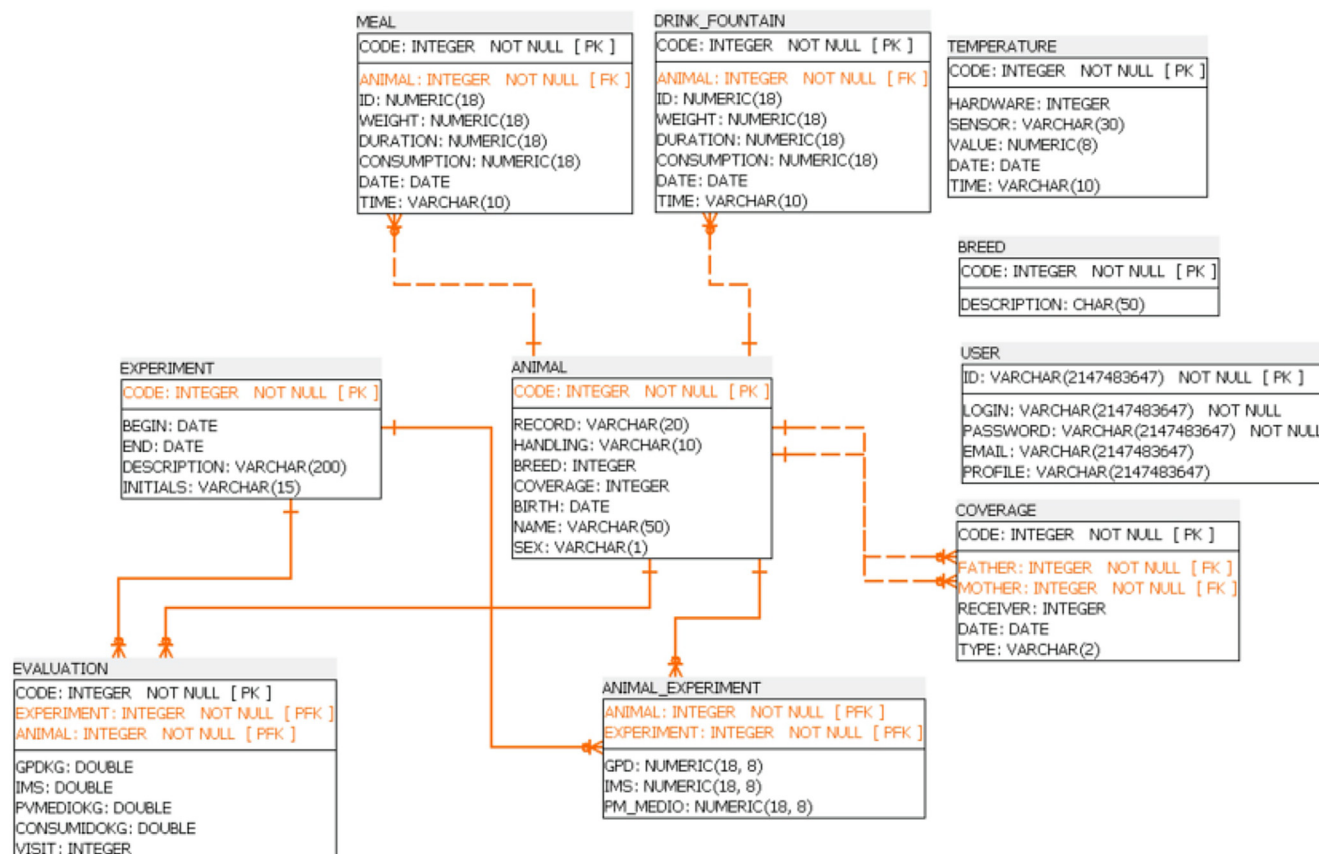 MEAL
CODE: INTEGER NOT NULL [ PK ]
ANIMAL: INTEGER NOT NULL [ FK ]
ID: NUMERIC(18)
WEIGHT: NUMERIC(18)
DURATION: NUMERIC(18)
CONSUMPTION: NUMERIC(18)
DATE: DATE
TIME: VARCHAR(10)
DRINK_FOUNTAIN
CODE: INTEGER NOT NULL [ PK ]
ANIMAL: INTEGER NOT NULL [ FK ]
ID: NUMERIC(18)
WEIGHT: NUMERIC(18)
DURATION: NUMERIC(18)
CONSUMPTION: NUMERIC(18)
DATE: DATE
TIME: VARCHAR(10)
TEMPERATURE
CODE: INTEGER NOT NULL [ PK ]
HARDWARE: INTEGER
SENSOR: VARCHAR(30)
VALUE: NUMERIC(8)
DATE: DATE
TIME: VARCHAR(10)
BREED
CODE: INTEGER NOT NULL [ PK ]
DESCRIPTION: CHAR(50)
EXPERIMENT
CODE: INTEGER NOT NULL [ PK ]
BEGIN: DATE
END: DATE
DESCRIPTION: VARCHAR(200)
INITIALS: VARCHAR(15)
ANIMAL
CODE: INTEGER NOT NULL [ PK ]
RECORD: VARCHAR(20)
HANDLING: VARCHAR(10)
BREED: INTEGER
COVERAGE: INTEGER
BIRTH: DATE
NAME: VARCHAR(50)
SEX: VARCHAR(1)
USER
ID: VARCHAR(2147483647) NOT NULL [ PK ]
LOGIN: VARCHAR(2147483647) NOT NULL
PASSWORD: VARCHAR(2147483647) NOT NULL
EMAIL: VARCHAR(2147483647)
PROFILE: VARCHAR(2147483647)
COVERAGE
CODE: INTEGER NOT NULL [ PK ]
FATHER: INTEGER NOT NULL [ FK ]
MOTHER: INTEGER NOT NULL [ FK ]
RECEIVER: INTEGER
DATE: DATE
TYPE: VARCHAR(2)
EVALUATION
CODE: INTEGER NOT NULL [ PK ]
EXPERIMENT: INTEGER NOT NULL [ PFK ]
ANIMAL: INTEGER NOT NULL [ PFK ]
GPDKG: DOUBLE
IMS: DOUBLE
PVMEDIOKG: DOUBLE
CONSUMIDOKG: DOUBLE
VISIT: INTEGER
ANIMAL_EXPERIMENT
ANIMAL: INTEGER NOT NULL [ PFK ]
EXPERIMENT: INTEGER NOT NULL [ PFK ]
GPD: NUMERIC(18, 8)
IMS: NUMERIC(18, 8)
PM_MEDIO: NUMERIC(18, 8)